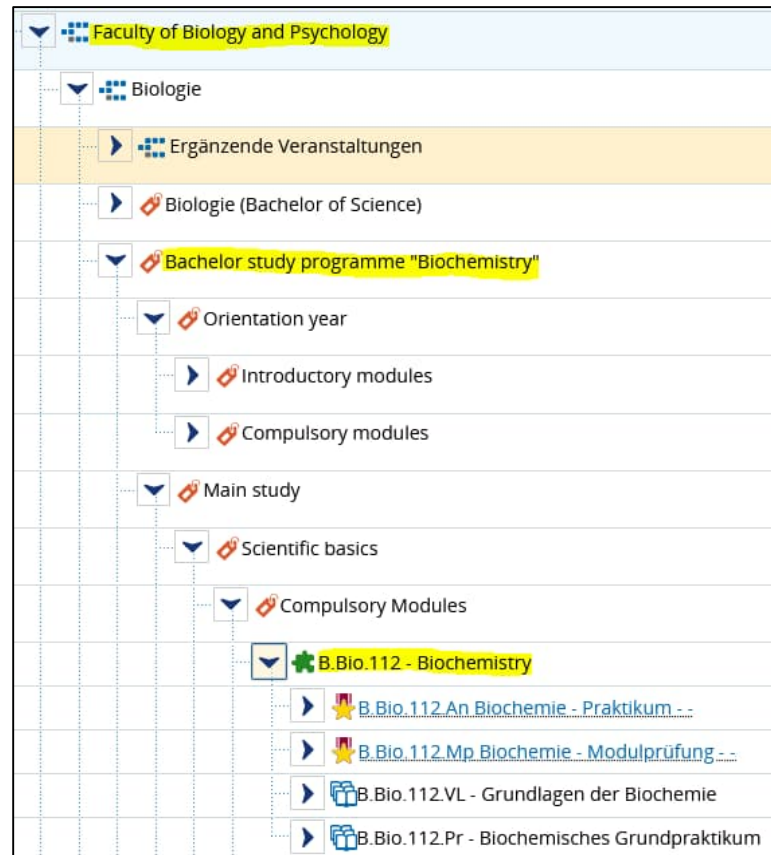 Faculty of Biology and Psychology
Biologie
Ergänzende Veranstaltungen
Biologie (Bachelor of Science)
Bachelor study programme "Biochemistry"
Orientation year
Introductory modules
Compulsory modules
Main study
Scientific basics
Compulsory Modules
B.Bio.112 - Biochemistry
B.Bio.112.An Biochemie - Praktikum - -
B.Bio.112.Mp Biochemie - Modulprüfung - -
B.Bio.112.VL - Grundlagen der Biochemie
B.Bio.112.Pr - Biochemisches Grundpraktikum